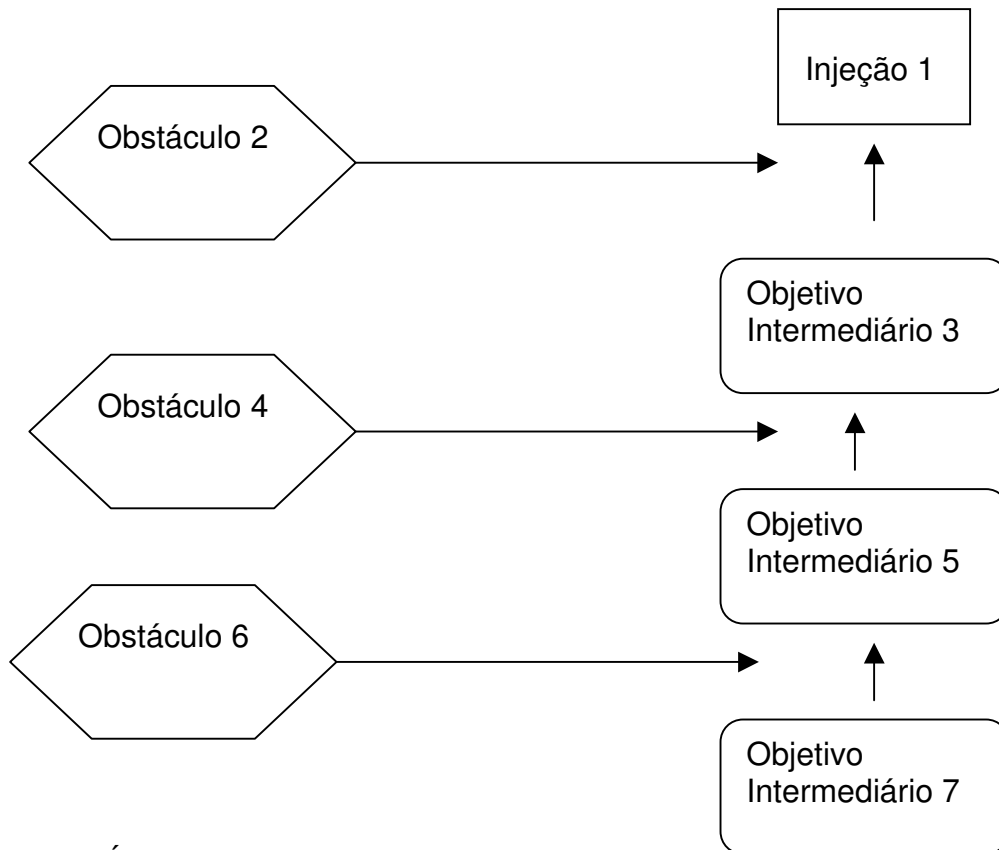 Injeção 1
Obstáculo 2
Objetivo
Intermediário 3
Obstáculo 4
Objetivo
Intermediário 5
Obstáculo 6
Objetivo
Intermediário 7